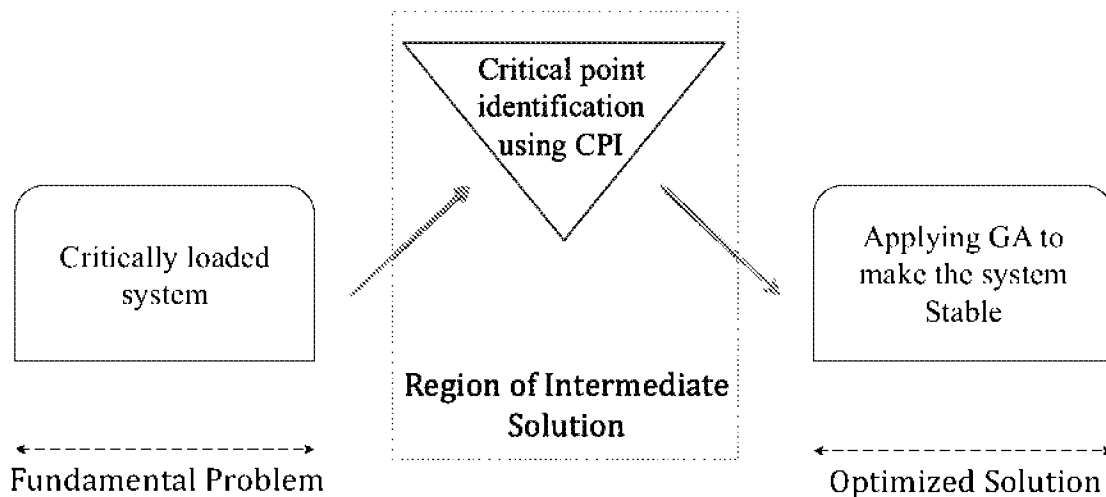 Critical point
identification
using CPI
Critically loaded
system
Applying GA to
make the system
Stable
Region of Intermediate
Solution
Fundamental Problem
Optimized Solution